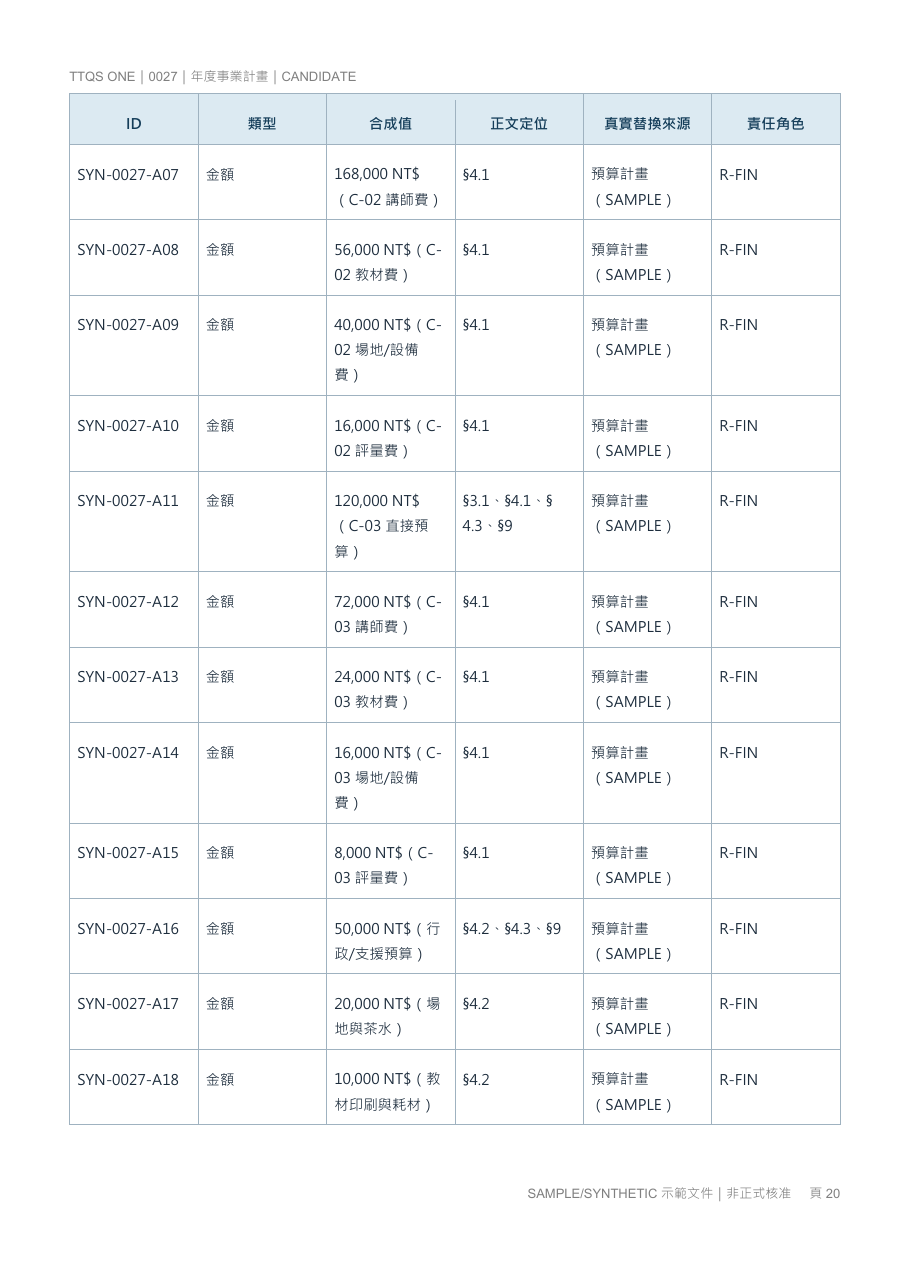 TTQS ONE｜0027｜年度事業計畫｜CANDIDATE
ID 類型 合成值 正文定位 真實替換來源 責任角色
SYN-0027-A07 金額 168,000 NT$ §4.1 預算計畫 R-FIN
（C-02 講師費） （SAMPLE）
SYN-0027-A08 金額 56,000 NT$（C- §4.1 預算計畫 R-FIN
02 教材費） （SAMPLE）
SYN-0027-A09 金額 40,000 NT$（C- §4.1 預算計畫 R-FIN
02 場地/設備 （SAMPLE）
費）
SYN-0027-A10 金額 16,000 NT$（C- §4.1 預算計畫 R-FIN
02 評量費） （SAMPLE）
SYN-0027-A11 金額 120,000 NT$ §3.1、§4.1、§ 預算計畫 R-FIN
（C-03 直接預 4.3、§9 （SAMPLE）
算）
SYN-0027-A12 金額 72,000 NT$（C- §4.1 預算計畫 R-FIN
03 講師費） （SAMPLE）
SYN-0027-A13 金額 24,000 NT$（C- §4.1 預算計畫 R-FIN
03 教材費） （SAMPLE）
SYN-0027-A14 金額 16,000 NT$（C- §4.1 預算計畫 R-FIN
03 場地/設備 （SAMPLE）
費）
SYN-0027-A15 金額 8,000 NT$（C- §4.1 預算計畫 R-FIN
03 評量費） （SAMPLE）
SYN-0027-A16 金額 50,000 NT$（行 §4.2、§4.3、§9 預算計畫 R-FIN
政/支援預算） （SAMPLE）
SYN-0027-A17 金額 20,000 NT$（場 §4.2 預算計畫 R-FIN
地與茶水） （SAMPLE）
SYN-0027-A18 金額 10,000 NT$（教 §4.2 預算計畫 R-FIN
材印刷與耗材） （SAMPLE）
SAMPLE/SYNTHETIC 示範文件｜非正式核准 頁 20